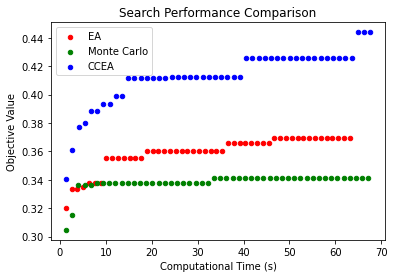 Search Performance Comparison
EA
Monte Carlo
CCEA
Objective Value
0.44
0.42
0.40
0.38
0.36
0.34
0.32
0.30
0 10 20 30 40 50 60 70
Computational Time (s)